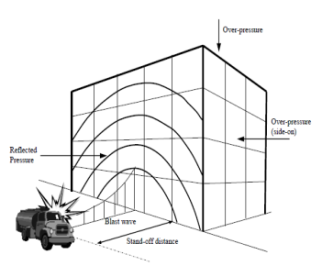 Over-pressure
Over-pressure
(side-on)
Reflected
Pressure
Blast wave
Stand-off distance